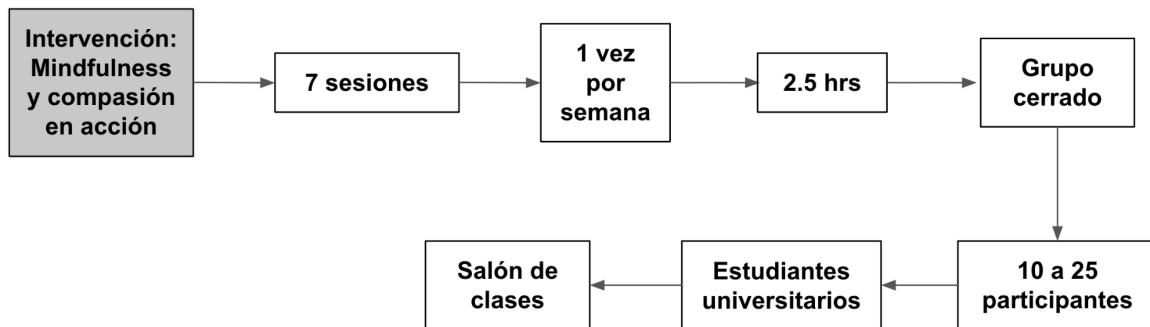 Intervención:
Mindfulness
y compasión
en acción
7 sesiones
1 vez
por
semana
2.5 hrs
Grupo
cerrado
10 a 25
participantes
Estudiantes
universitarios
Salón de
clases